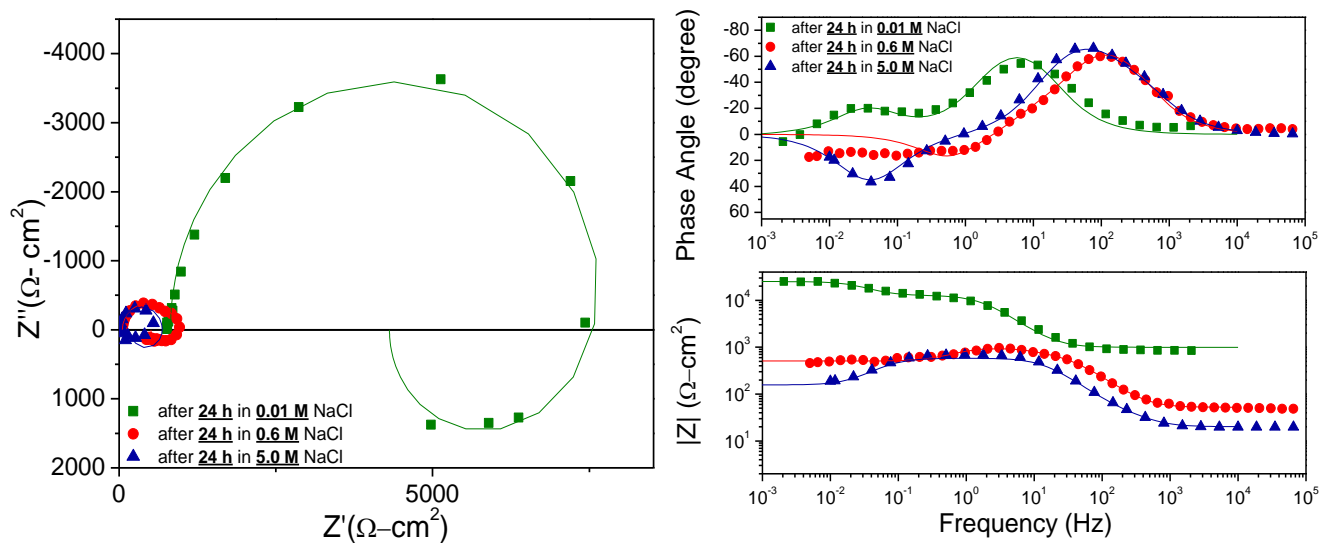 -4000
-3000
-2000
-1000
0
1000
2000
Z''(Ω- cm²)
after 24 h in 0.01 M NaCl
after 24 h in 0.6 M NaCl
after 24 h in 5.0 M NaCl
0 5000
Z'(Ω–cm²)
-80
-60
-40
-20
0
20
40
60
Phase Angle (degree)
after 24 h in 0.01 M NaCl
after 24 h in 0.6 M NaCl
after 24 h in 5.0 M NaCl
10⁻³ 10⁻² 10⁻¹ 10⁰ 10¹ 10² 10³ 10⁴ 10⁵
10⁴
10³
10²
10¹
|Z| (Ω–cm²)
10⁻³ 10⁻² 10⁻¹ 10⁰ 10¹ 10² 10³ 10⁴ 10⁵
Frequency (Hz)